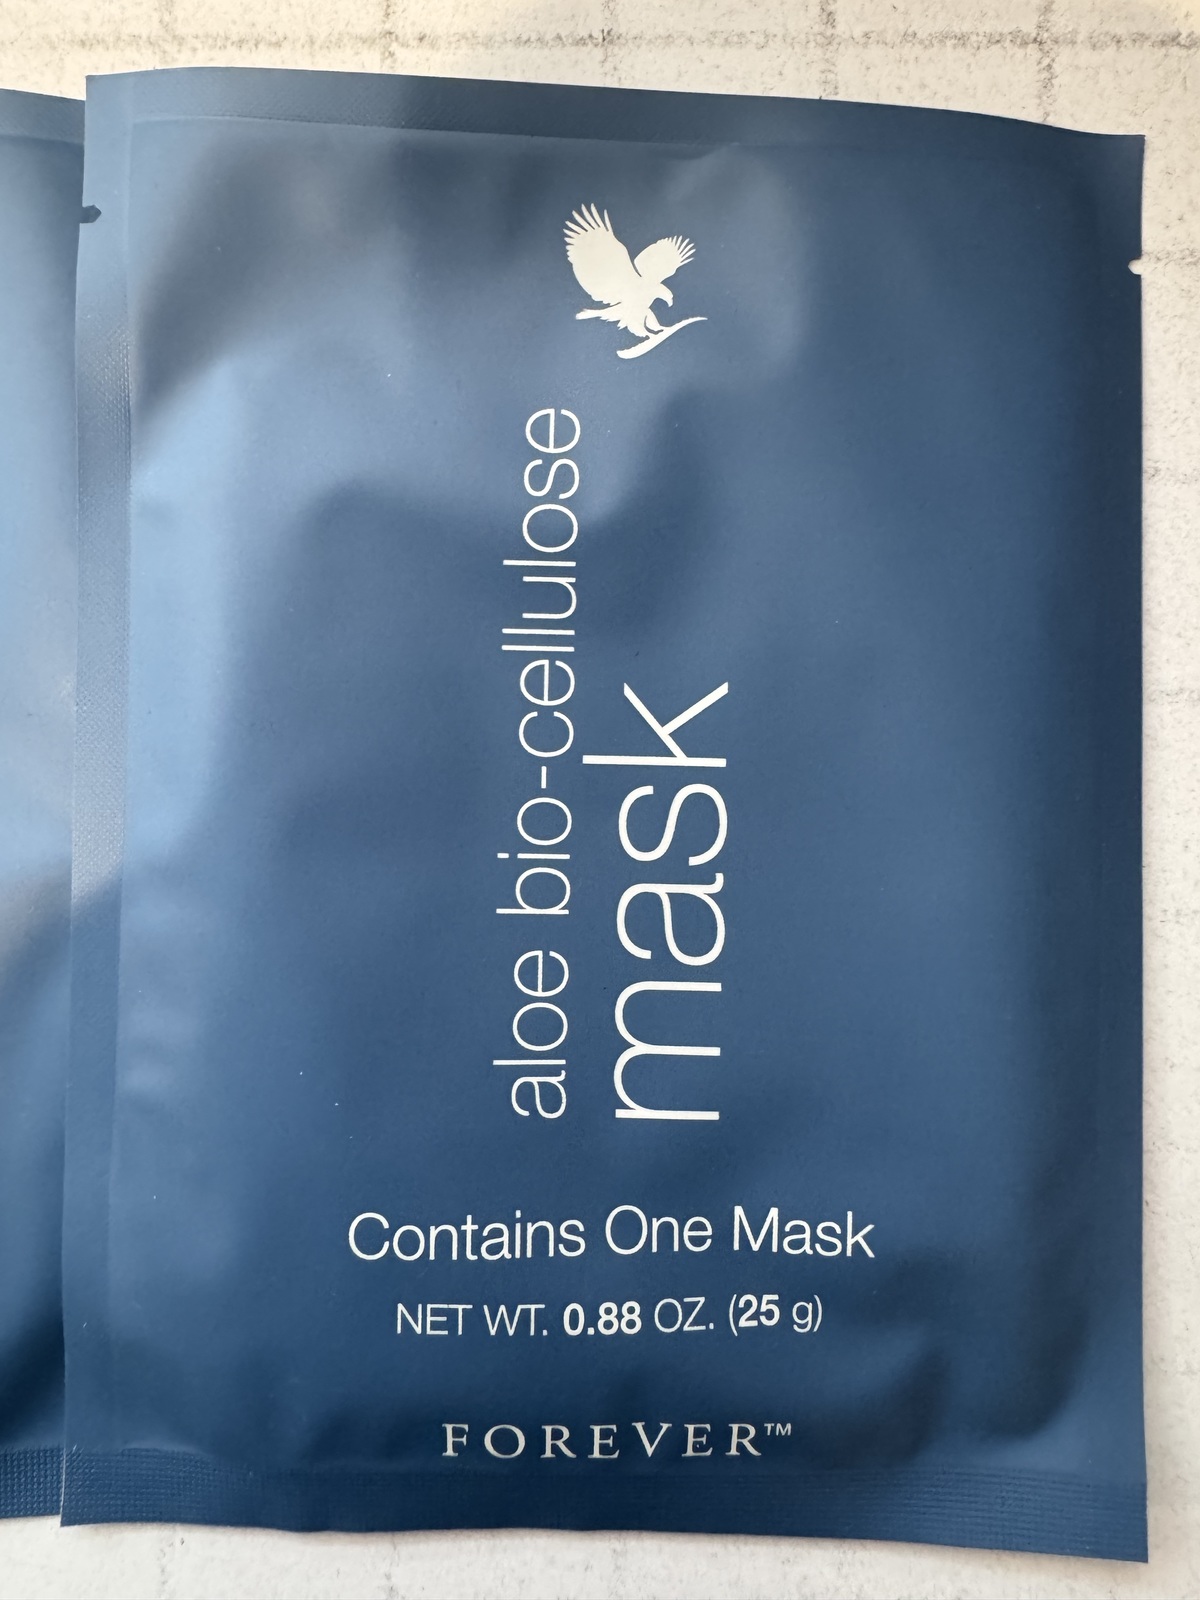 aloe bio-cellulose
mask
Contains One Mask
NET WT. 0.88 OZ. (25 g)
FOREVER™